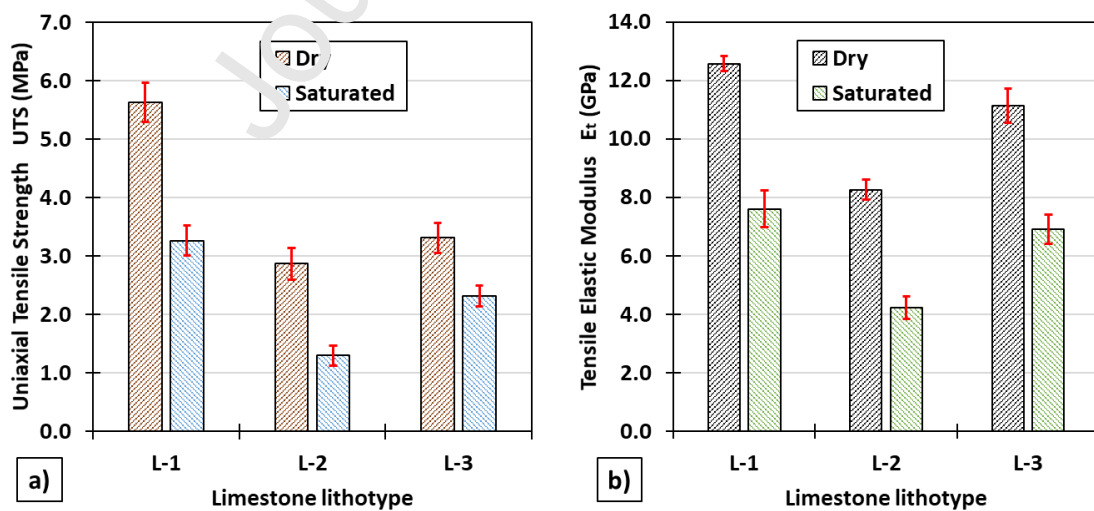 Jou
7.0
6.0
5.0
4.0
3.0
2.0
1.0
0.0
Uniaxial Tensile Strength UTS (MPa)
Dry
Saturated
L-1 L-2 L-3
Limestone lithotype
a)
14.0
12.0
10.0
8.0
6.0
4.0
2.0
0.0
Tensile Elastic Modulus Et (GPa)
Dry
Saturated
L-1 L-2 L-3
Limestone lithotype
b)